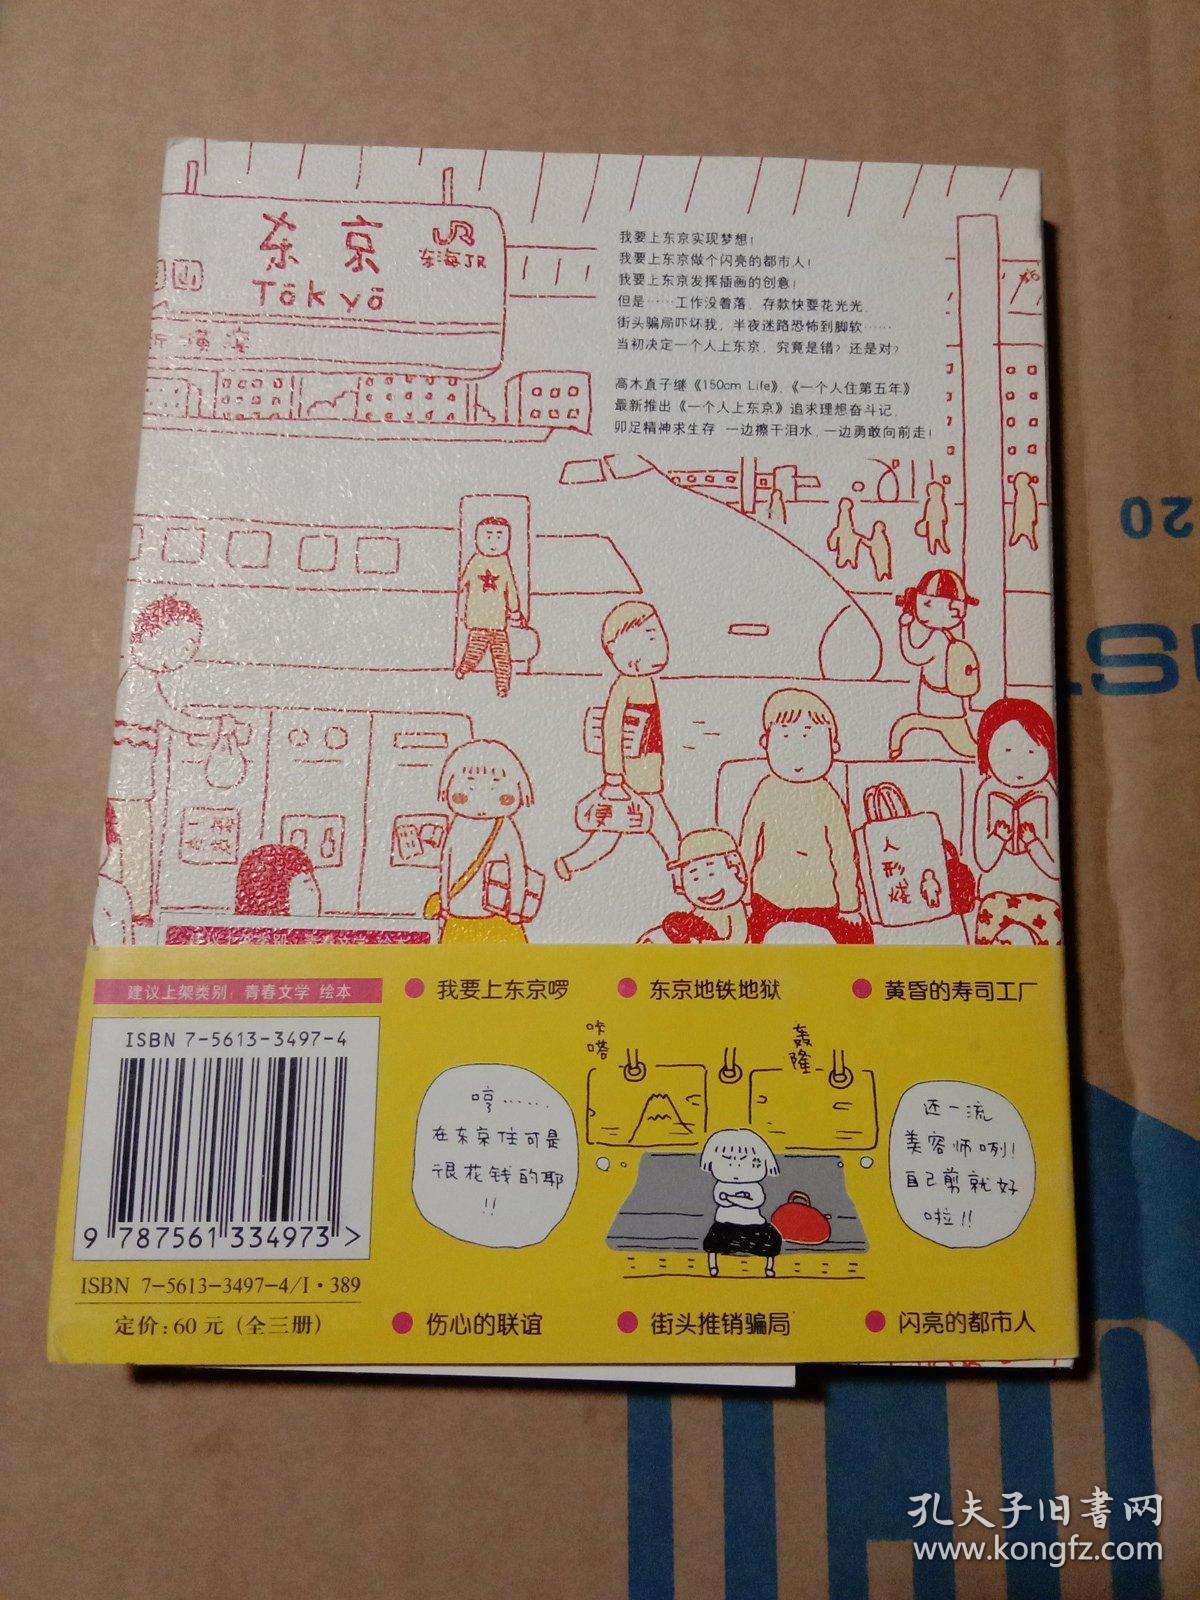 东京
Tōkyō
东海JR
横滨
我要上东京实现梦想！
我要上东京做个闪亮的都市人！
我要上东京发挥插画的创意！
但是……工作没着落，存款快要花光光，
街头骗局吓坏我，半夜迷路恐怖到脚软……
当初决定一个人上东京，究竟是错？还是对？
高木直子继《150cm Life》、《一个人住第五年》
最新推出《一个人上东京》追求理想奋斗记
卯足精神求生存 一边擦干泪水，一边勇敢向前走！
便当
人形烧
建议上架类别：青春文学 绘本
ISBN 7-5613-3497-4
9 787561 334973 >
ISBN 7-5613-3497-4/I·389
定价：60元（全三册）
我要上东京啰
东京地铁地狱
黄昏的寿司工厂
咔嗒
轰隆
哼……
在东京住可是
很花钱的耶
!!
还一流
美容师咧!
自己剪就好
啦!!
伤心的联谊
街头推销骗局
闪亮的都市人
20
孔夫子旧书网
www.kongfz.com